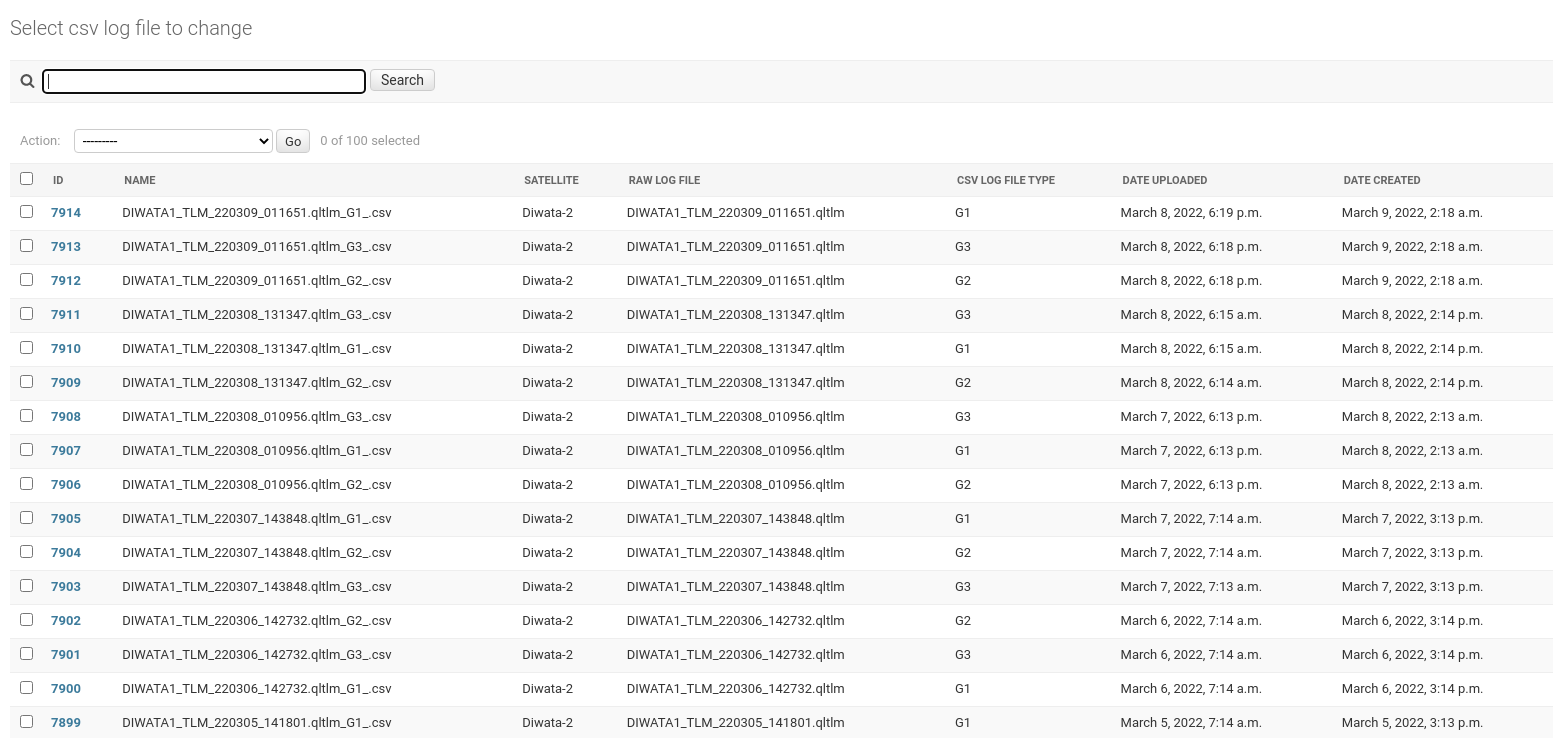 Select csv log file to change
Search
Action: --------- Go 0 of 100 selected
ID NAME SATELLITE RAW LOG FILE CSV LOG FILE TYPE DATE UPLOADED DATE CREATED
7914 DIWATA1_TLM_220309_011651.qltlm_G1_.csv Diwata-2 DIWATA1_TLM_220309_011651.qltlm G1 March 8, 2022, 6:19 p.m. March 9, 2022, 2:18 a.m.
7913 DIWATA1_TLM_220309_011651.qltlm_G3_.csv Diwata-2 DIWATA1_TLM_220309_011651.qltlm G3 March 8, 2022, 6:18 p.m. March 9, 2022, 2:18 a.m.
7912 DIWATA1_TLM_220309_011651.qltlm_G2_.csv Diwata-2 DIWATA1_TLM_220309_011651.qltlm G2 March 8, 2022, 6:18 p.m. March 9, 2022, 2:18 a.m.
7911 DIWATA1_TLM_220308_131347.qltlm_G3_.csv Diwata-2 DIWATA1_TLM_220308_131347.qltlm G3 March 8, 2022, 6:15 a.m. March 8, 2022, 2:14 p.m.
7910 DIWATA1_TLM_220308_131347.qltlm_G1_.csv Diwata-2 DIWATA1_TLM_220308_131347.qltlm G1 March 8, 2022, 6:15 a.m. March 8, 2022, 2:14 p.m.
7909 DIWATA1_TLM_220308_131347.qltlm_G2_.csv Diwata-2 DIWATA1_TLM_220308_131347.qltlm G2 March 8, 2022, 6:14 a.m. March 8, 2022, 2:14 p.m.
7908 DIWATA1_TLM_220308_010956.qltlm_G3_.csv Diwata-2 DIWATA1_TLM_220308_010956.qltlm G3 March 7, 2022, 6:13 p.m. March 8, 2022, 2:13 a.m.
7907 DIWATA1_TLM_220308_010956.qltlm_G1_.csv Diwata-2 DIWATA1_TLM_220308_010956.qltlm G1 March 7, 2022, 6:13 p.m. March 8, 2022, 2:13 a.m.
7906 DIWATA1_TLM_220308_010956.qltlm_G2_.csv Diwata-2 DIWATA1_TLM_220308_010956.qltlm G2 March 7, 2022, 6:13 p.m. March 8, 2022, 2:13 a.m.
7905 DIWATA1_TLM_220307_143848.qltlm_G1_.csv Diwata-2 DIWATA1_TLM_220307_143848.qltlm G1 March 7, 2022, 7:14 a.m. March 7, 2022, 3:13 p.m.
7904 DIWATA1_TLM_220307_143848.qltlm_G2_.csv Diwata-2 DIWATA1_TLM_220307_143848.qltlm G2 March 7, 2022, 7:14 a.m. March 7, 2022, 3:13 p.m.
7903 DIWATA1_TLM_220307_143848.qltlm_G3_.csv Diwata-2 DIWATA1_TLM_220307_143848.qltlm G3 March 7, 2022, 7:13 a.m. March 7, 2022, 3:13 p.m.
7902 DIWATA1_TLM_220306_142732.qltlm_G2_.csv Diwata-2 DIWATA1_TLM_220306_142732.qltlm G2 March 6, 2022, 7:14 a.m. March 6, 2022, 3:14 p.m.
7901 DIWATA1_TLM_220306_142732.qltlm_G3_.csv Diwata-2 DIWATA1_TLM_220306_142732.qltlm G3 March 6, 2022, 7:14 a.m. March 6, 2022, 3:14 p.m.
7900 DIWATA1_TLM_220306_142732.qltlm_G1_.csv Diwata-2 DIWATA1_TLM_220306_142732.qltlm G1 March 6, 2022, 7:14 a.m. March 6, 2022, 3:14 p.m.
7899 DIWATA1_TLM_220305_141801.qltlm_G1_.csv Diwata-2 DIWATA1_TLM_220305_141801.qltlm G1 March 5, 2022, 7:14 a.m. March 5, 2022, 3:13 p.m.